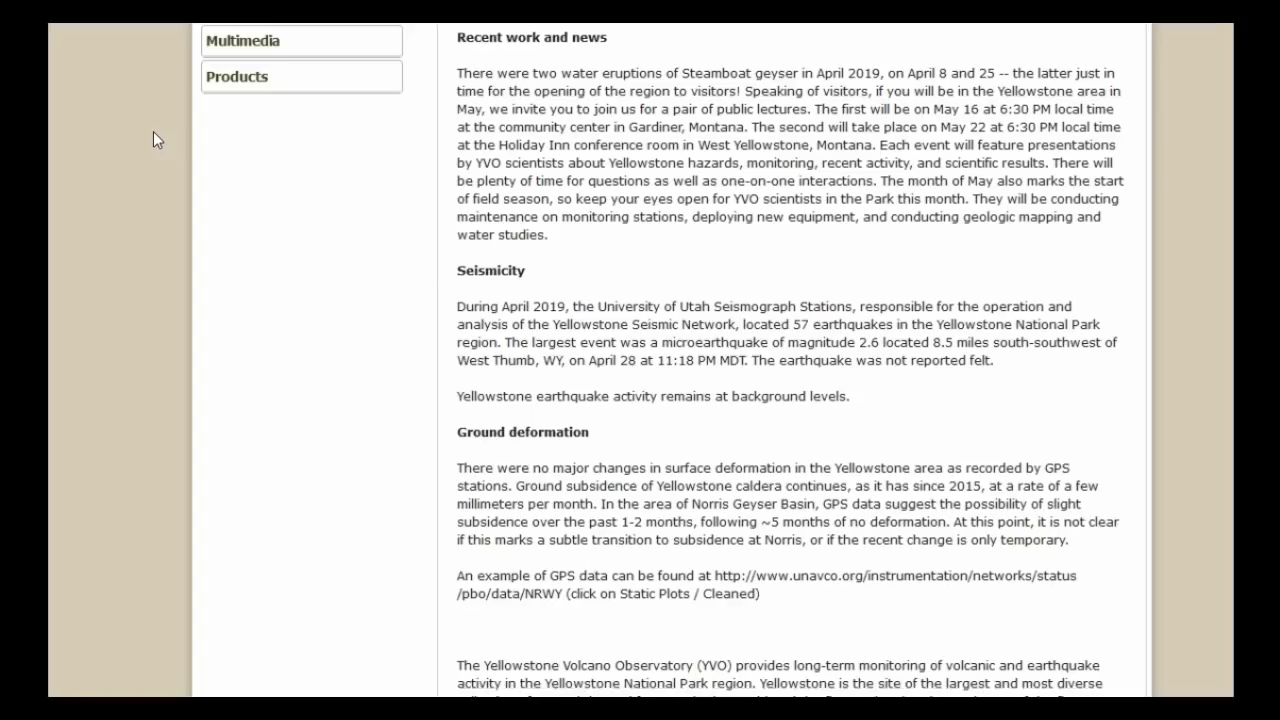 Multimedia
Products
Recent work and news
There were two water eruptions of Steamboat geyser in April 2019, on April 8 and 25 -- the latter just in
time for the opening of the region to visitors! Speaking of visitors, if you will be in the Yellowstone area in
May, we invite you to join us for a pair of public lectures. The first will be on May 16 at 6:30 PM local time
at the community center in Gardiner, Montana. The second will take place on May 22 at 6:30 PM local time
at the Holiday Inn conference room in West Yellowstone, Montana. Each event will feature presentations
by YVO scientists about Yellowstone hazards, monitoring, recent activity, and scientific results. There will
be plenty of time for questions as well as one-on-one interactions. The month of May also marks the start
of field season, so keep your eyes open for YVO scientists in the Park this month. They will be conducting
maintenance on monitoring stations, deploying new equipment, and conducting geologic mapping and
water studies.
Seismicity
During April 2019, the University of Utah Seismograph Stations, responsible for the operation and
analysis of the Yellowstone Seismic Network, located 57 earthquakes in the Yellowstone National Park
region. The largest event was a microearthquake of magnitude 2.6 located 8.5 miles south-southwest of
West Thumb, WY, on April 28 at 11:18 PM MDT. The earthquake was not reported felt.
Yellowstone earthquake activity remains at background levels.
Ground deformation
There were no major changes in surface deformation in the Yellowstone area as recorded by GPS
stations. Ground subsidence of Yellowstone caldera continues, as it has since 2015, at a rate of a few
millimeters per month. In the area of Norris Geyser Basin, GPS data suggest the possibility of slight
subsidence over the past 1-2 months, following ~5 months of no deformation. At this point, it is not clear
if this marks a subtle transition to subsidence at Norris, or if the recent change is only temporary.
An example of GPS data can be found at http://www.unavco.org/instrumentation/networks/status
/pbo/data/NRWY (click on Static Plots / Cleaned)
The Yellowstone Volcano Observatory (YVO) provides long-term monitoring of volcanic and earthquake
activity in the Yellowstone National Park region. Yellowstone is the site of the largest and most diverse